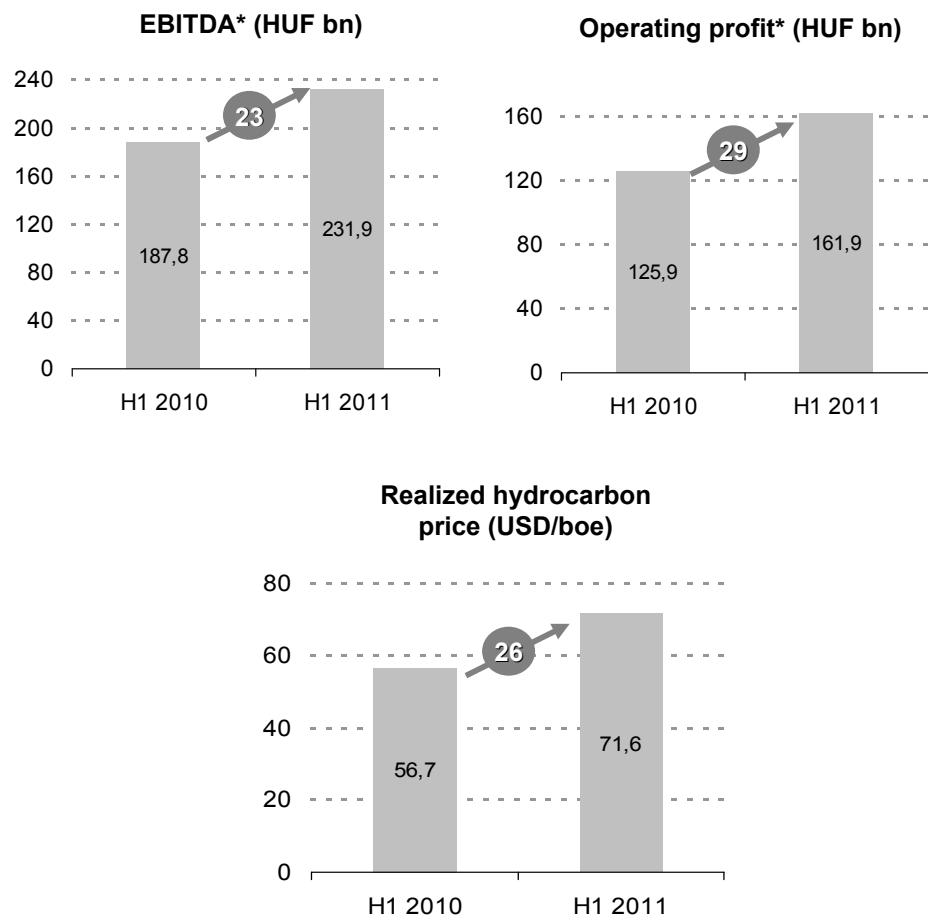 EBITDA* (HUF bn)
240
200
160
120
80
40
0
23
187,8
231,9
H1 2010
H1 2011
Operating profit* (HUF bn)
160
120
80
40
0
29
125,9
161,9
H1 2010
H1 2011
Realized hydrocarbon
price (USD/boe)
80
60
40
20
0
26
56,7
71,6
H1 2010
H1 2011